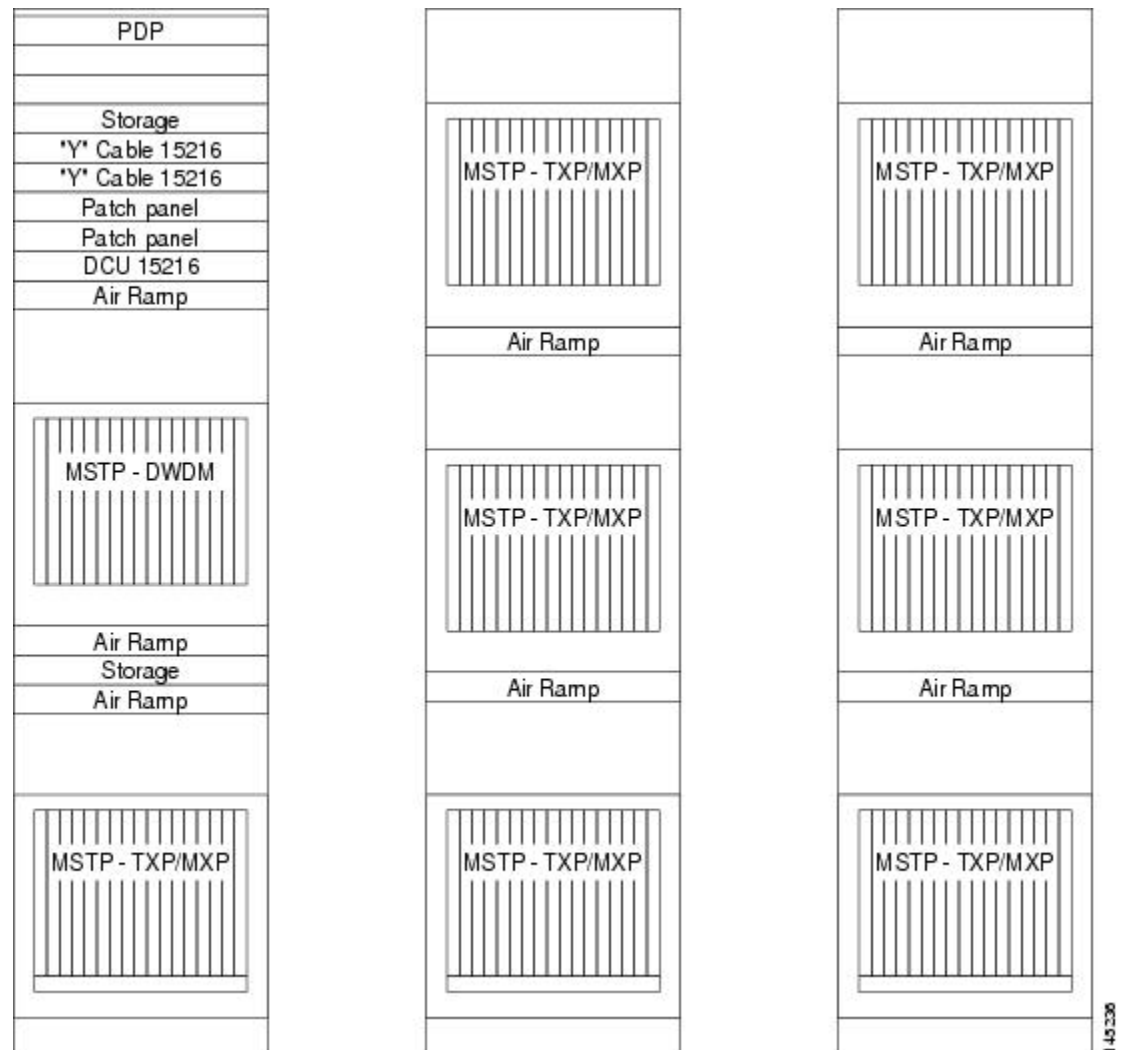 PDP
Storage
"Y" Cable 15216
"Y" Cable 15216
Patch panel
Patch panel
DCU 15216
Air Ramp
MSTP - DWDM
Air Ramp
Storage
Air Ramp
MSTP - TXP/MXP
MSTP - TXP/MXP
Air Ramp
MSTP - TXP/MXP
Air Ramp
MSTP - TXP/MXP
MSTP - TXP/MXP
Air Ramp
MSTP - TXP/MXP
Air Ramp
MSTP - TXP/MXP
145236